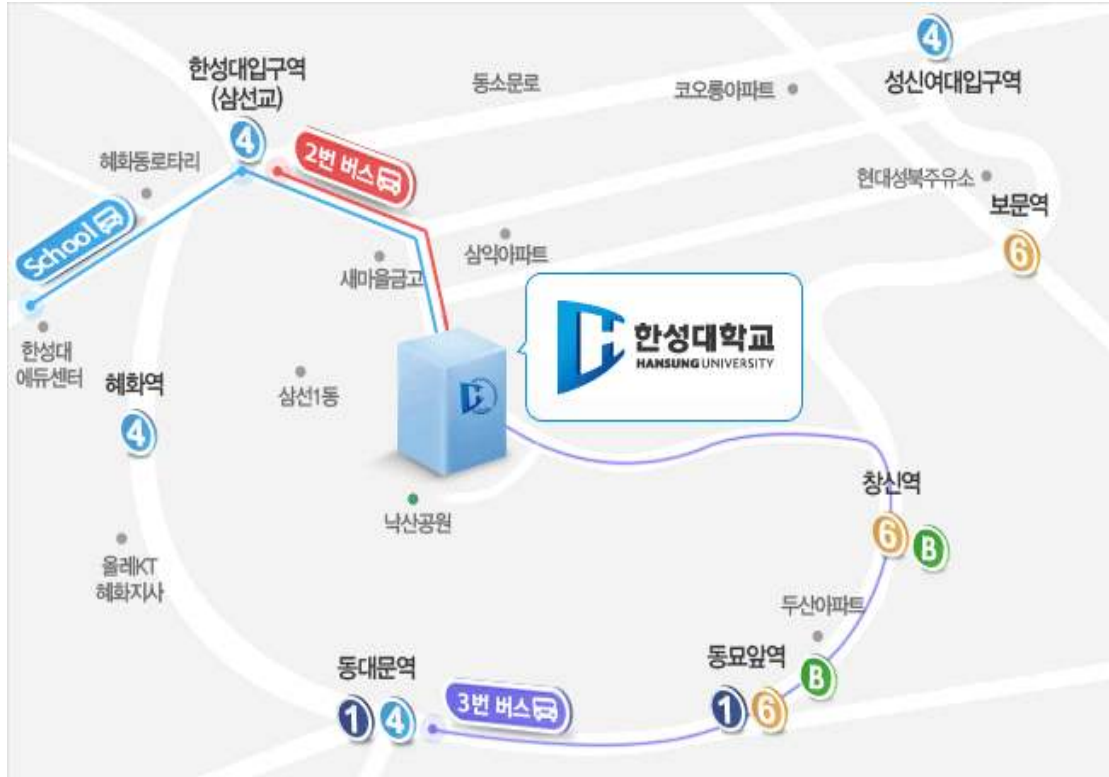 4
한성대입구역
(삼선교)
4
동소문로
코오롱아파트
성신여대입구역
2번 버스
혜화동로타리
현대성북주유소
보문역
6
School
새마을금고
삼익아파트
한성대학교
HANSUNG UNIVERSITY
한성대
에듀센터
혜화역
4
삼선1동
창신역
6
B
낙산공원
올레KT
혜화지사
두산아파트
동대문역
1
4
3번 버스
동묘앞역
1
6
B